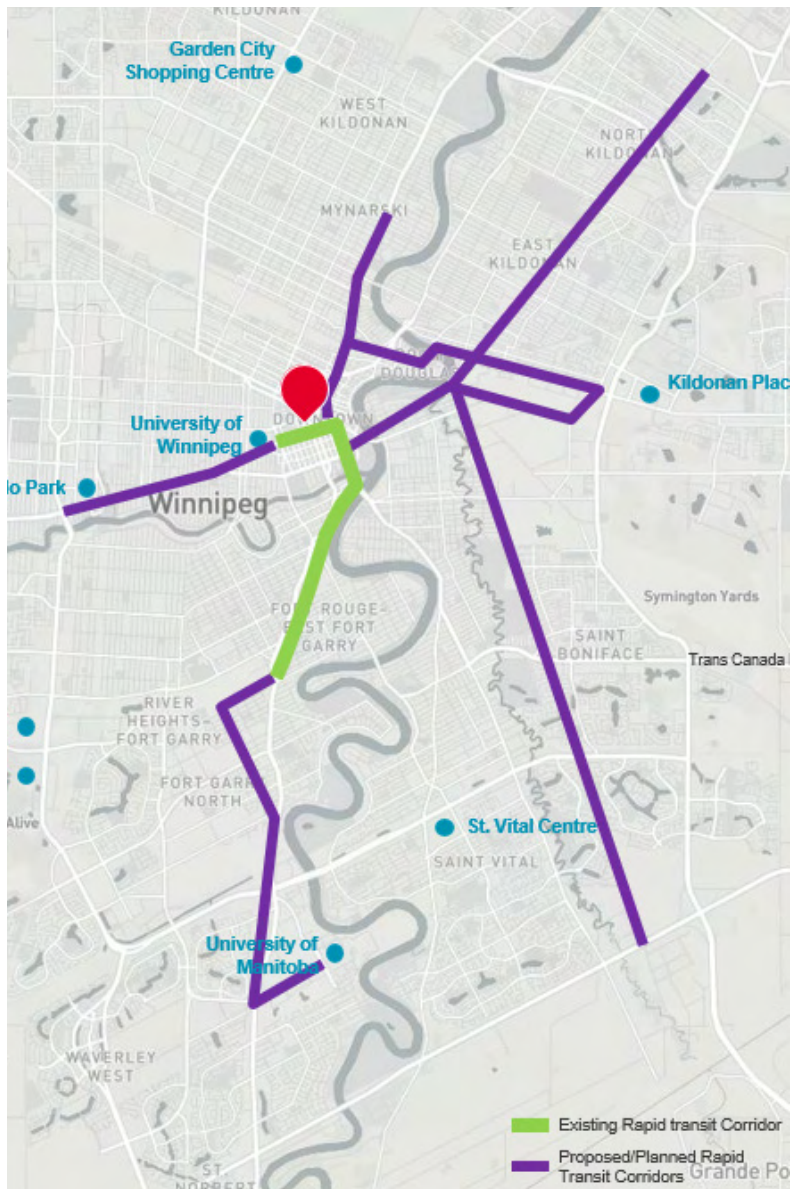 KILDONAN
Garden City
Shopping Centre
WEST
KILDONAN
NORTH
KILDONAN
MYNARSKI
EAST
KILDONAN
DOUGLAS
Kildonan Plac
DOWNTOWN
University of
Winnipeg
lo Park
Winnipeg
Symington Yards
FORT ROUGE-
EAST FORT
GARRY
SAINT
BONIFACE
Trans Canada
RIVER
HEIGHTS-
FORT GARRY
FORT GARRY
NORTH
Alive
St. Vital Centre
SAINT VITAL
University of
Manitoba
WAVERLEY
WEST
Existing Rapid transit Corridor
Proposed/Planned Rapid
Transit Corridors
Grande Po
ST.
NORBERT